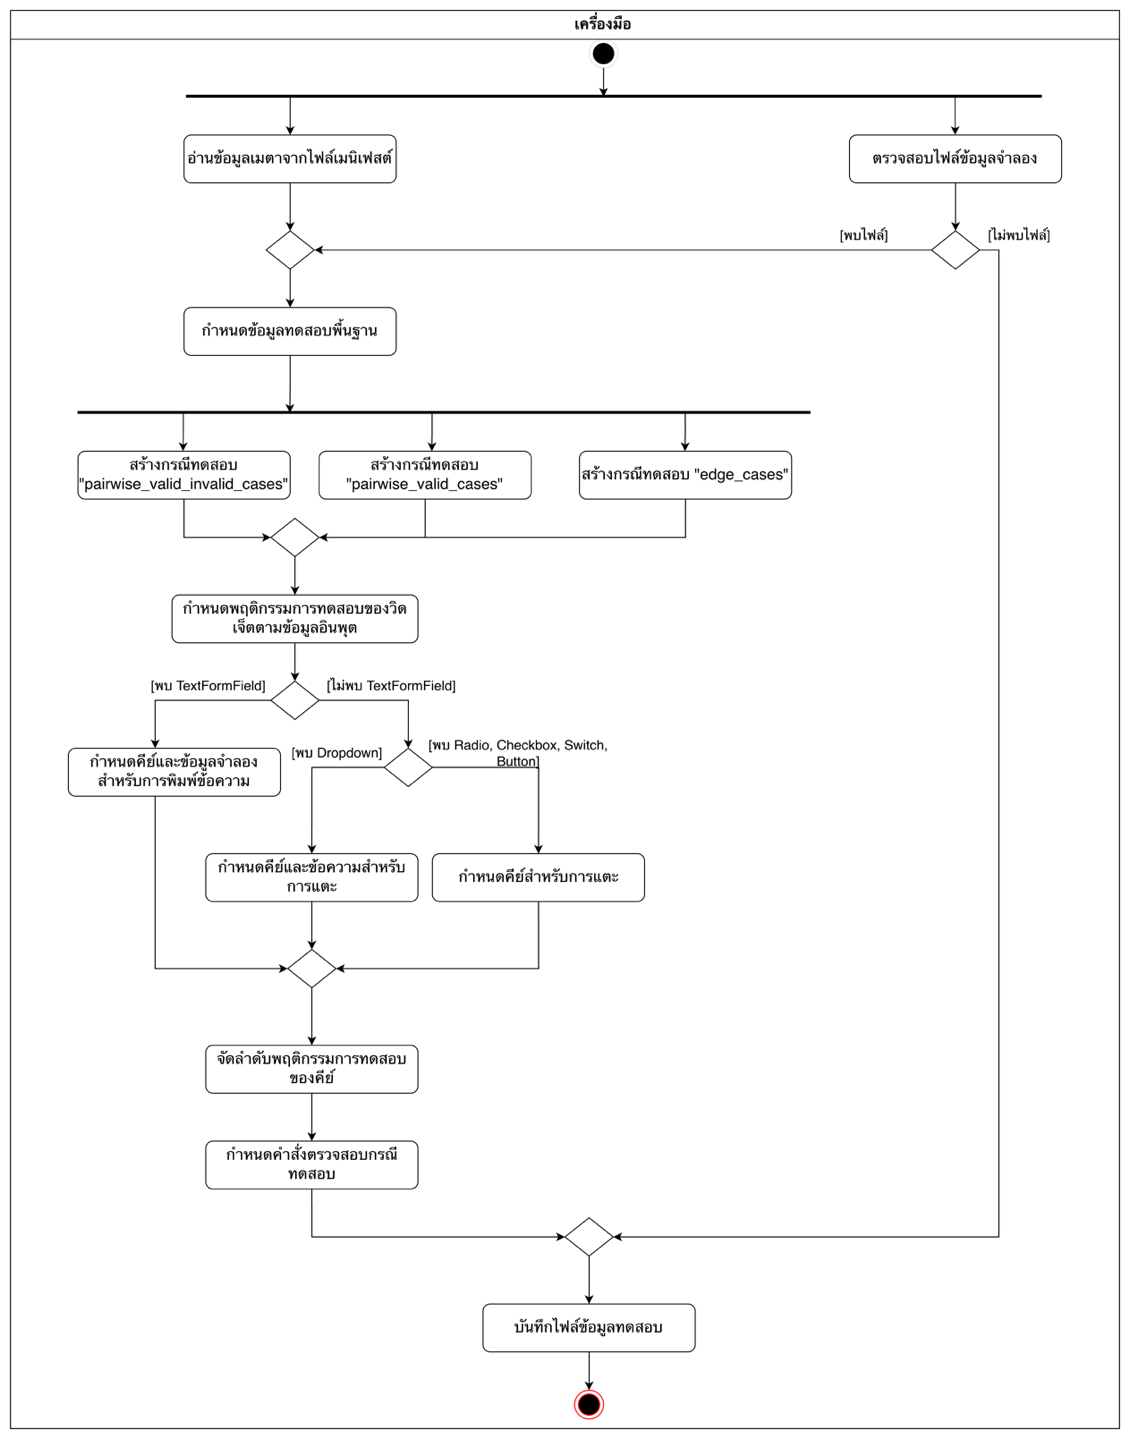 เครื่องมือ
อ่านข้อมูลเมตาจากไฟล์เมนิเฟสต์
ตรวจสอบไฟล์ข้อมูลจำลอง
[พบไฟล์]
[ไม่พบไฟล์]
กำหนดข้อมูลทดสอบพื้นฐาน
สร้างกรณีทดสอบ
"pairwise_valid_invalid_cases"
สร้างกรณีทดสอบ
"pairwise_valid_cases"
สร้างกรณีทดสอบ "edge_cases"
กำหนดพฤติกรรมการทดสอบของวิด
เจ็ตตามข้อมูลอินพุต
[พบ TextFormField]
[ไม่พบ TextFormField]
กำหนดคีย์และข้อมูลจำลอง
สำหรับการพิมพ์ข้อความ
[พบ Dropdown]
[พบ Radio, Checkbox, Switch,
Button]
กำหนดคีย์และข้อความสำหรับ
การแตะ
กำหนดคีย์สำหรับการแตะ
จัดลำดับพฤติกรรมการทดสอบ
ของคีย์
กำหนดคำสั่งตรวจสอบกรณี
ทดสอบ
บันทึกไฟล์ข้อมูลทดสอบ